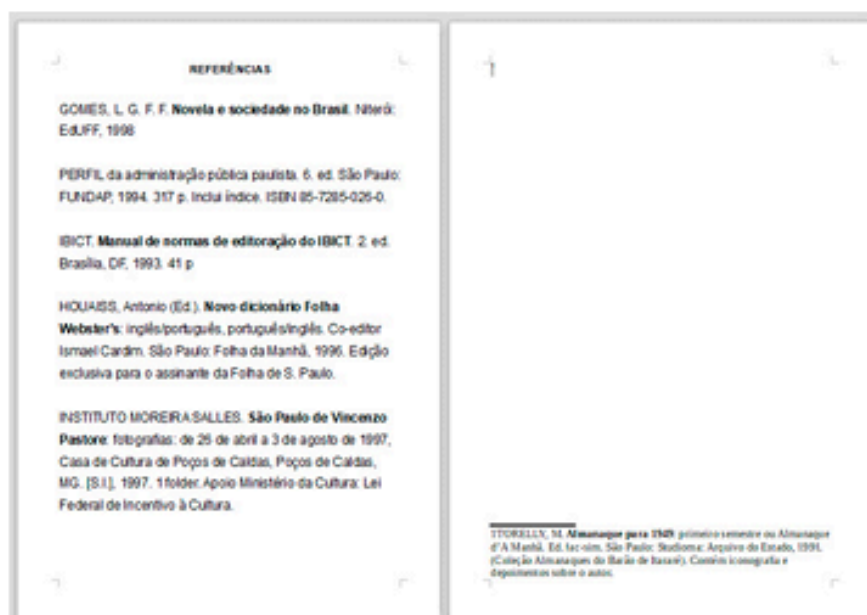 REFERÊNCIAS
GOMES, L. G. F. F. Novela e sociedade no Brasil. Niterói:
EdUFF, 1998
PERFIL da administração pública paulista. 6. ed. São Paulo:
FUNDAP, 1994. 317 p. Inclui índice. ISBN 85-7285-026-0.
IBICT. Manual de normas de editoração do IBICT. 2. ed.
Brasília, DF, 1993. 41 p
HOUAISS, Antonio (Ed.). Novo dicionário Folha
Webster's: inglês/português, português/inglês. Co-editor
Ismael Cardim. São Paulo: Folha da Manhã, 1996. Edição
exclusiva para o assinante da Folha de S. Paulo.
INSTITUTO MOREIRA SALLES. São Paulo de Vincenzo
Pastore: fotografias: de 26 de abril a 3 de agosto de 1997,
Casa de Cultura de Poços de Caldas, Poços de Caldas,
MG. [S.l.], 1997. 1 folder. Apoio Ministério da Cultura: Lei
Federal de Incentivo à Cultura.
1TORELLY, M. Almanaque para 1949: primeiro semestre ou Almanaque
d'A Manhã. Ed. fac-sim. São Paulo: Studioma: Arquivo do Estado, 1991.
(Coleção Almanaques do Barão de Itararé). Contém iconografia e
depoimentos sobre o autor.